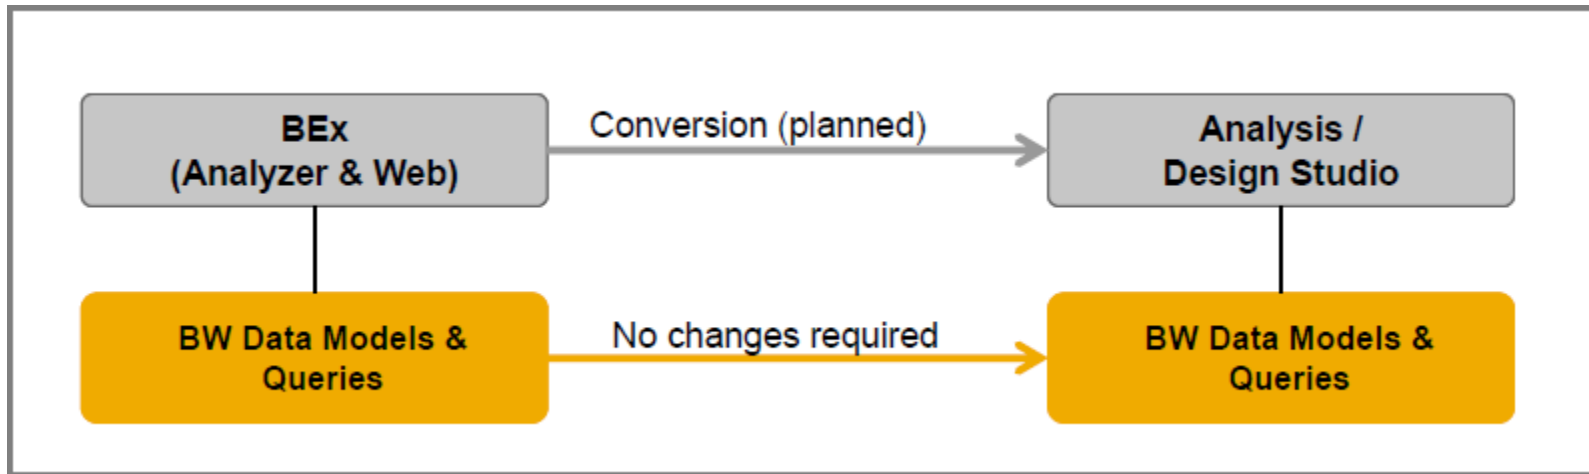 BEx
(Analyzer & Web)
Conversion (planned)
Analysis /
Design Studio
BW Data Models &
Queries
No changes required
BW Data Models &
Queries